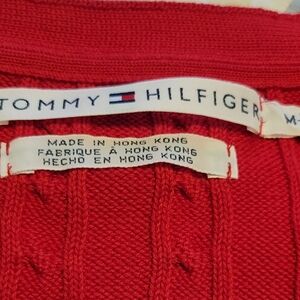 TOMMY HILFIGER
M
MADE IN HONG KONG
FABRIQUE À HONG KONG
HECHO EN HONG KONG